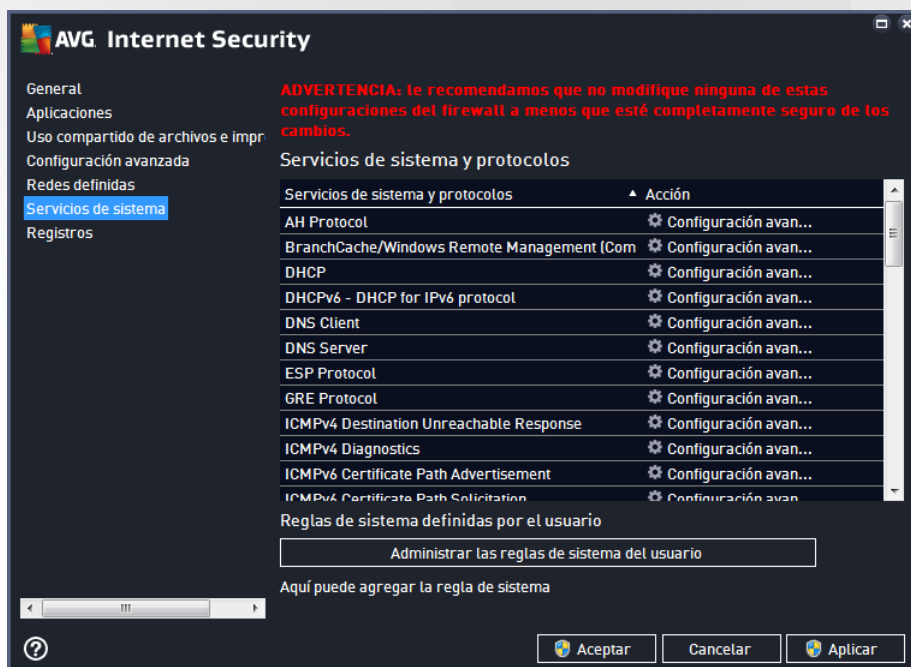 AVG Internet Security
General
Aplicaciones
Uso compartido de archivos e impr
Configuración avanzada
Redes definidas
Servicios de sistema
Registros
ADVERTENCIA: le recomendamos que no modifique ninguna de estas
configuraciones del firewall a menos que esté completamente seguro de los
cambios.
Servicios de sistema y protocolos
Servicios de sistema y protocolos Acción
AH Protocol Configuración avan...
BranchCache/Windows Remote Management (Com Configuración avan...
DHCP Configuración avan...
DHCPv6 - DHCP for IPv6 protocol Configuración avan...
DNS Client Configuración avan...
DNS Server Configuración avan...
ESP Protocol Configuración avan...
GRE Protocol Configuración avan...
ICMPv4 Destination Unreachable Response Configuración avan...
ICMPv4 Diagnostics Configuración avan...
ICMPv6 Certificate Path Advertisement Configuración avan...
ICMPv6 Certificate Path Solicitation Configuración avan
Reglas de sistema definidas por el usuario
Administrar las reglas de sistema del usuario
Aquí puede agregar la regla de sistema
Aceptar Cancelar Aplicar